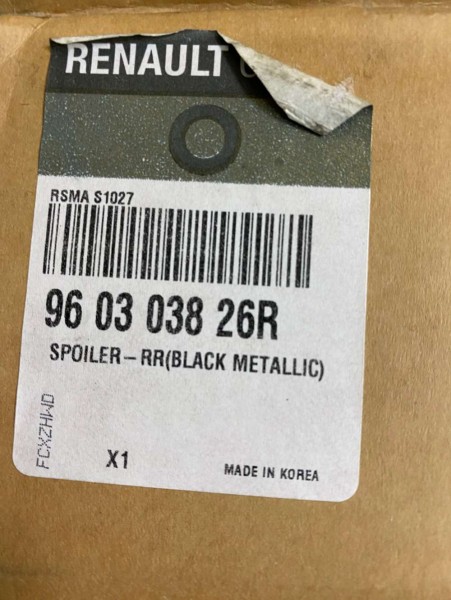 RENAULT
RSMA S1027
96 03 038 26R
SPOILER-RR(BLACK METALLIC)
FCXZHWD
X1
MADE IN KOREA